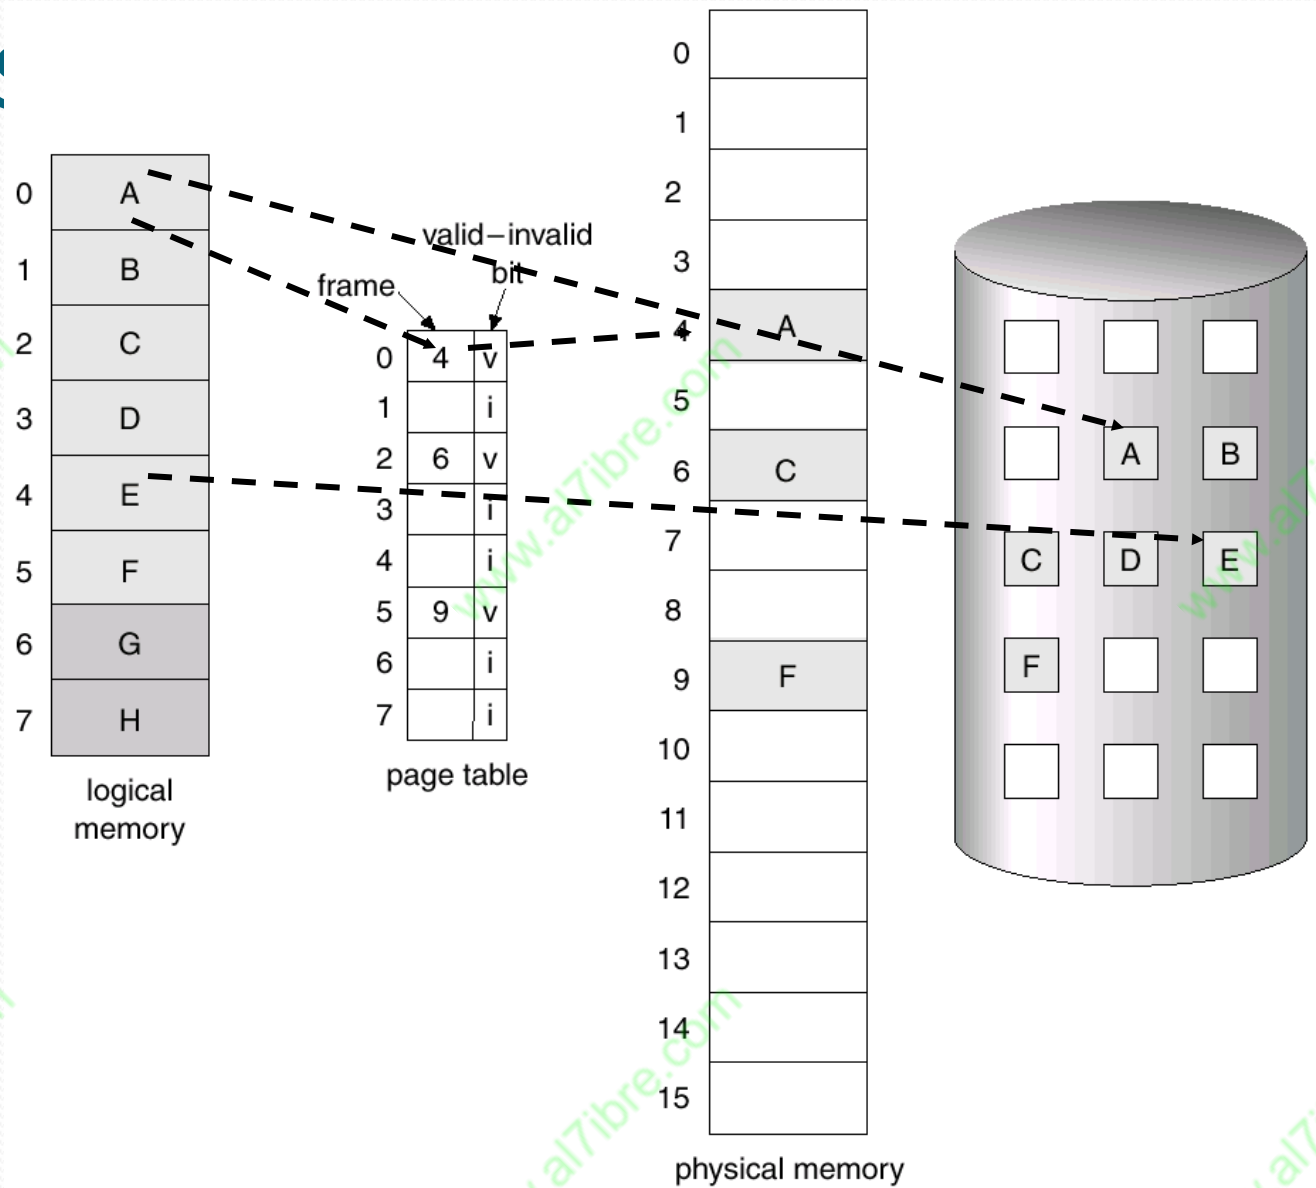 0 A
1 B
2 C
3 D
4 E
5 F
6 G
7 H
logical
memory
valid–invalid
bit
frame
0 4 v
1 i
2 6 v
3 i
4 i
5 9 v
6 i
7 i
page table
0
1
2
3
4 A
5
6 C
7
8
9 F
10
11
12
13
14
15
physical memory
A B
C D E
F
www.al7ibre.com
www.al7i
w.al7ibre.com